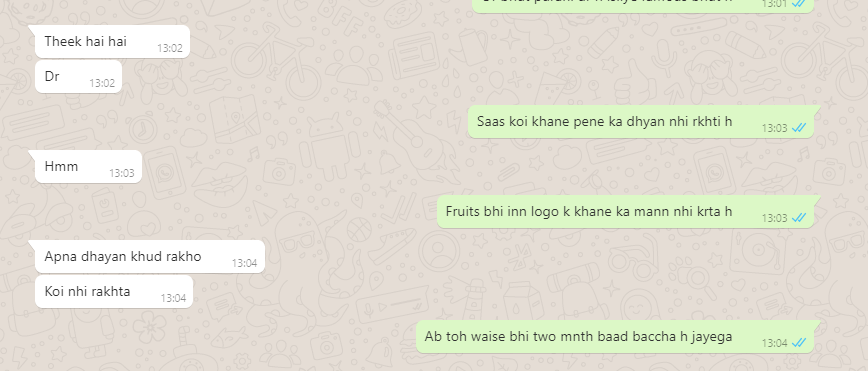 13:01
Theek hai hai 13:02
Dr 13:02
Saas koi khane pene ka dhyan nhi rkhti h 13:03
Hmm 13:03
Fruits bhi inn logo k khane ka mann nhi krta h 13:03
Apna dhayan khud rakho 13:04
Koi nhi rakhta 13:04
Ab toh waise bhi two mnth baad baccha h jayega 13:04